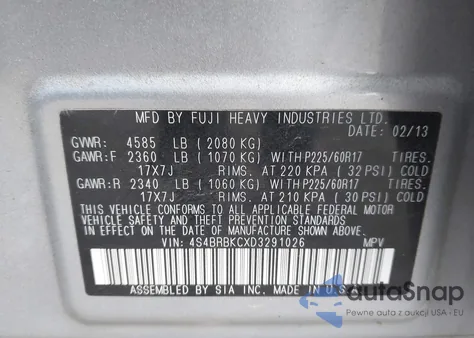 MFD BY FUJI HEAVY INDUSTRIES LTD.
DATE: 02/13
GVWR: 4585 LB (2080 KG)
GAWR:F 2360 LB (1070 KG) WITH P225/60R17 TIRES.
17X7J RIMS. AT 220 KPA ( 32 PSI) COLD
GAWR:R 2340 LB (1060 KG) WITH P225/60R17 TIRES.
17X7J RIMS. AT 210 KPA ( 30 PSI) COLD
THIS VEHICLE CONFORMS TO ALL APPLICABLE FEDERAL MOTOR
VEHICLE SAFETY AND THEFT PREVENTION STANDARDS
IN EFFECT ON THE DATE OF MANUFACTURE SHOWN ABOVE.
VIN: 4S4BRBKCXD3291026 MPV
ASSEMBLED BY SIA INC. MADE IN U.S.A.
autoSnap
Pewne auta z aukcji USA i EU